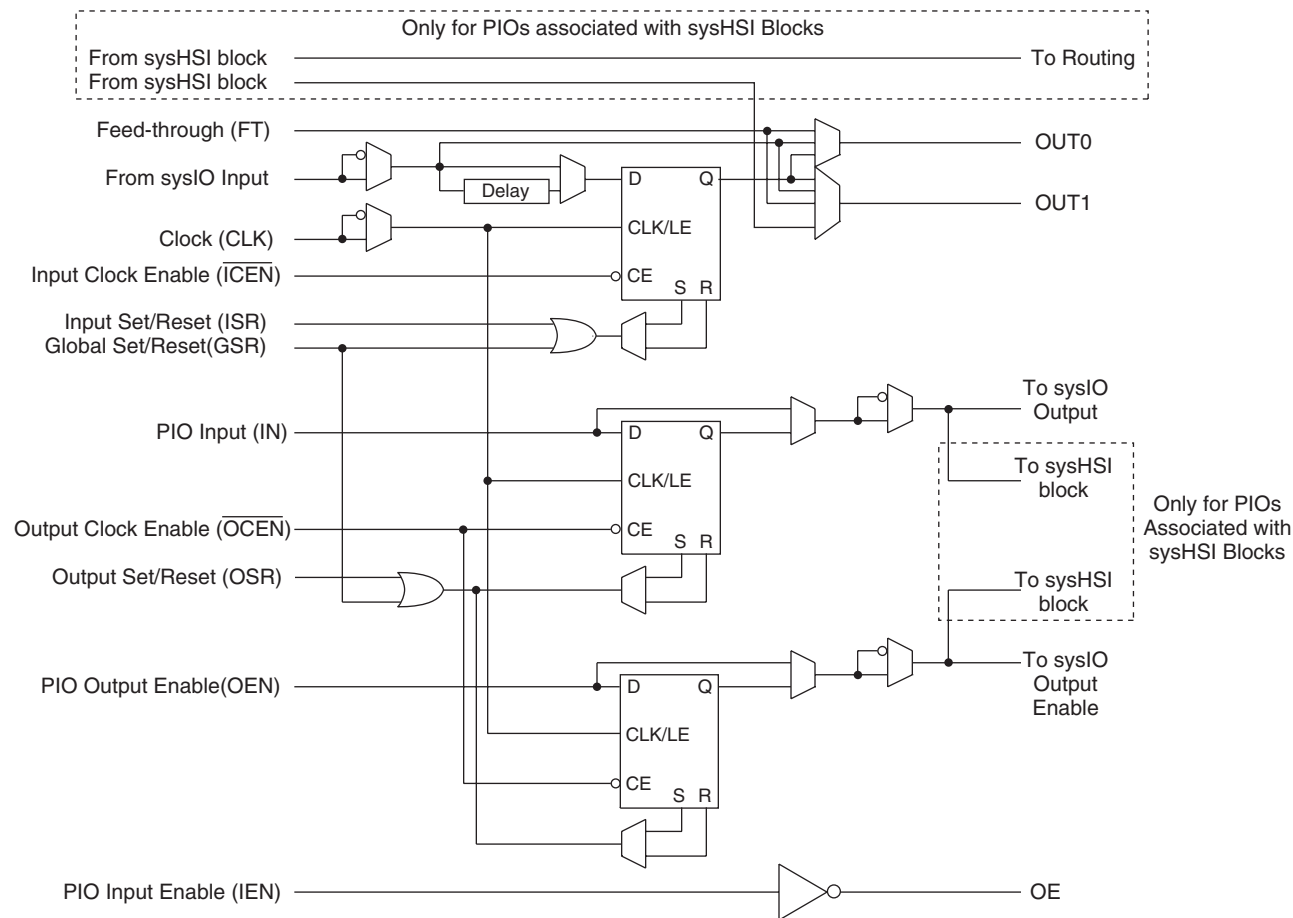 Only for PIOs associated with sysHSI Blocks
From sysHSI block
To Routing
From sysHSI block
Feed-through (FT)
OUT0
From sysIO Input
Delay
D
Q
OUT1
Clock (CLK)
CLK/LE
Input Clock Enable (ICEN)
CE
S R
Input Set/Reset (ISR)
Global Set/Reset(GSR)
To sysIO
Output
PIO Input (IN)
D
Q
CLK/LE
To sysHSI
block
Only for PIOs
Associated with
sysHSI Blocks
Output Clock Enable (OCEN)
CE
S R
Output Set/Reset (OSR)
To sysHSI
block
PIO Output Enable(OEN)
D
Q
To sysIO
Output
Enable
CLK/LE
CE
S R
PIO Input Enable (IEN)
OE